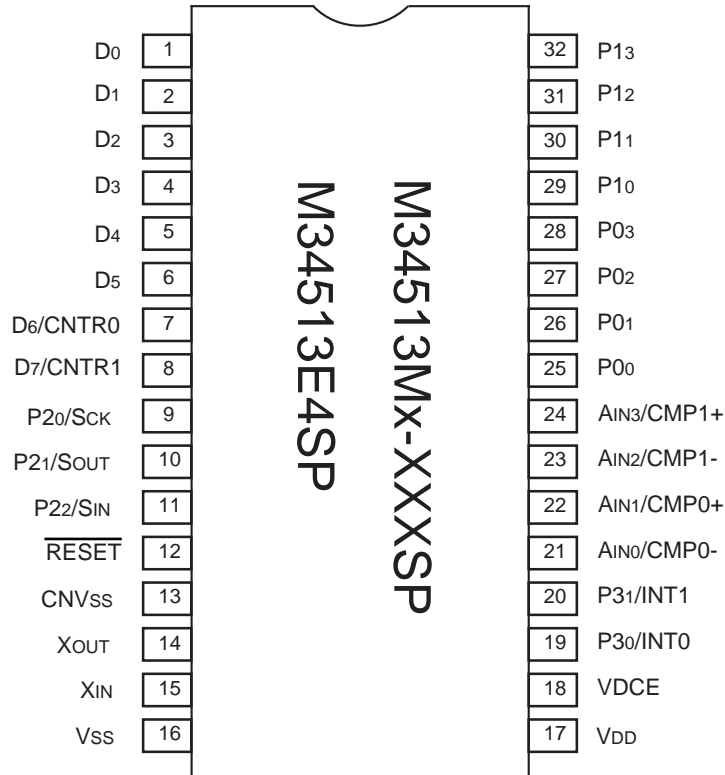 D0 1 32 P13
D1 2 31 P12
D2 3 30 P11
D3 4 29 P10
D4 5 28 P03
D5 6 27 P02
D6/CNTR0 7 26 P01
D7/CNTR1 8 25 P00
P20/SCK 9 24 AIN3/CMP1+
P21/SOUT 10 23 AIN2/CMP1-
P22/SIN 11 22 AIN1/CMP0+
RESET 12 21 AIN0/CMP0-
CNVSS 13 20 P31/INT1
XOUT 14 19 P30/INT0
XIN 15 18 VDCE
VSS 16 17 VDD
M34513Mx-XXXSP
M34513E4SP